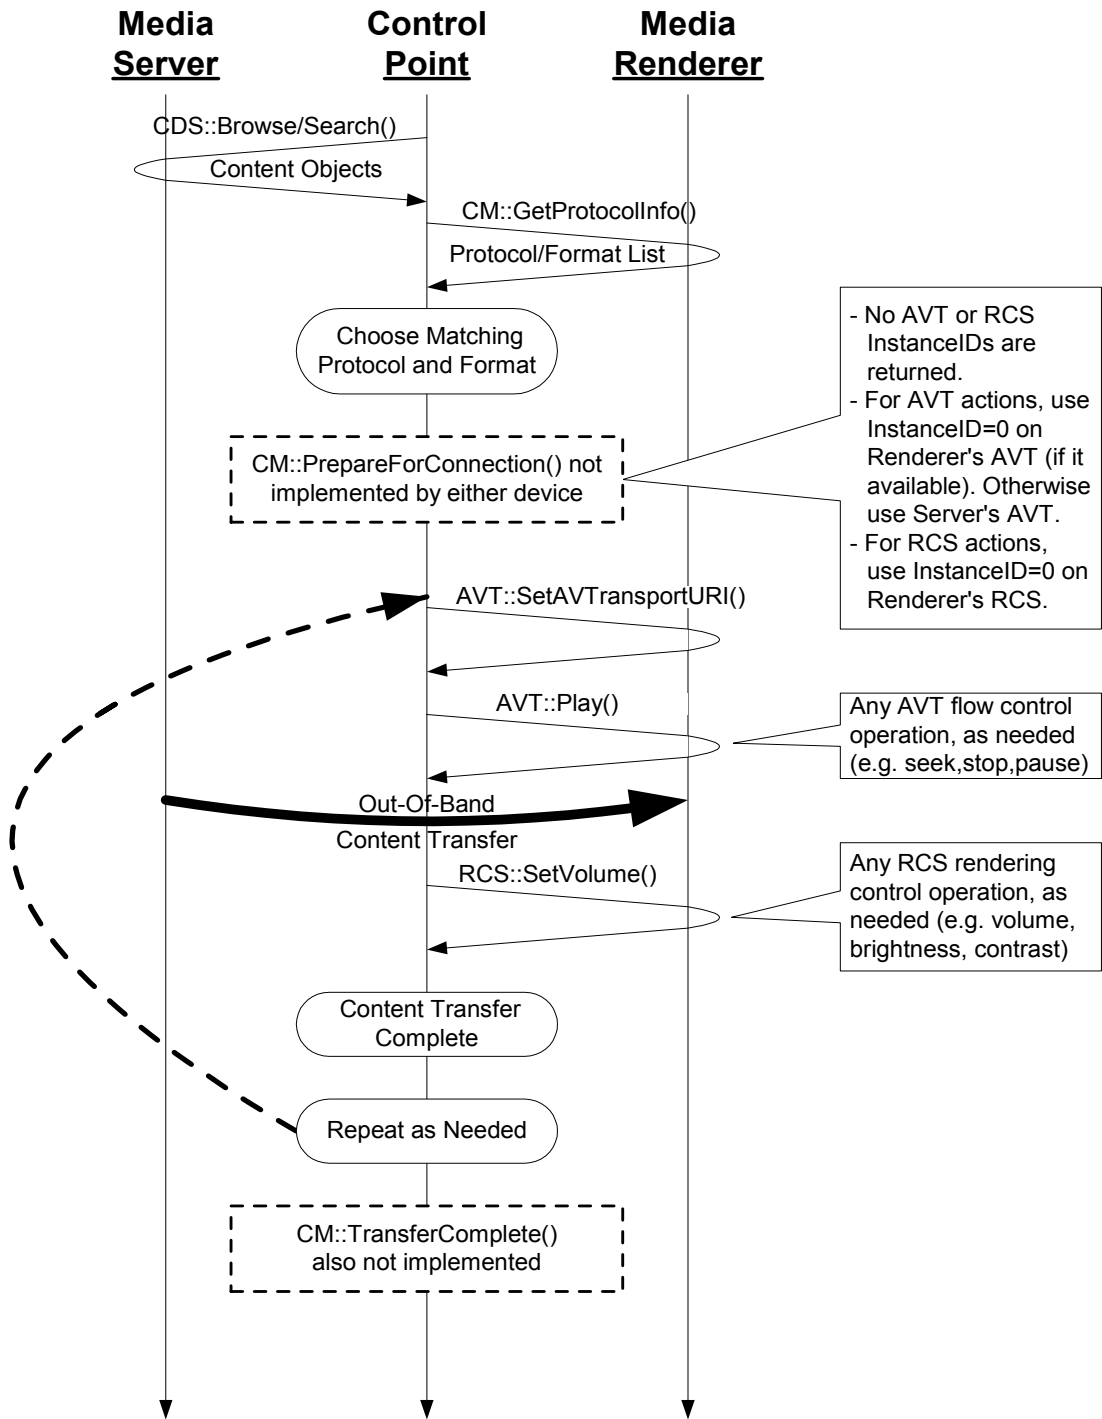 Media
Server
Control
Point
Media
Renderer
CDS::Browse/Search()
Content Objects
CM::GetProtocolInfo()
Protocol/Format List
Choose Matching
Protocol and Format
CM::PrepareForConnection() not
implemented by either device
- No AVT or RCS
InstanceIDs are
returned.
- For AVT actions, use
InstanceID=0 on
Renderer's AVT (if it
available). Otherwise
use Server's AVT.
- For RCS actions,
use InstanceID=0 on
Renderer's RCS.
AVT::SetAVTransportURI()
AVT::Play()
Any AVT flow control
operation, as needed
(e.g. seek,stop,pause)
Out-Of-Band
Content Transfer
RCS::SetVolume()
Any RCS rendering
control operation, as
needed (e.g. volume,
brightness, contrast)
Content Transfer
Complete
Repeat as Needed
CM::TransferComplete()
also not implemented